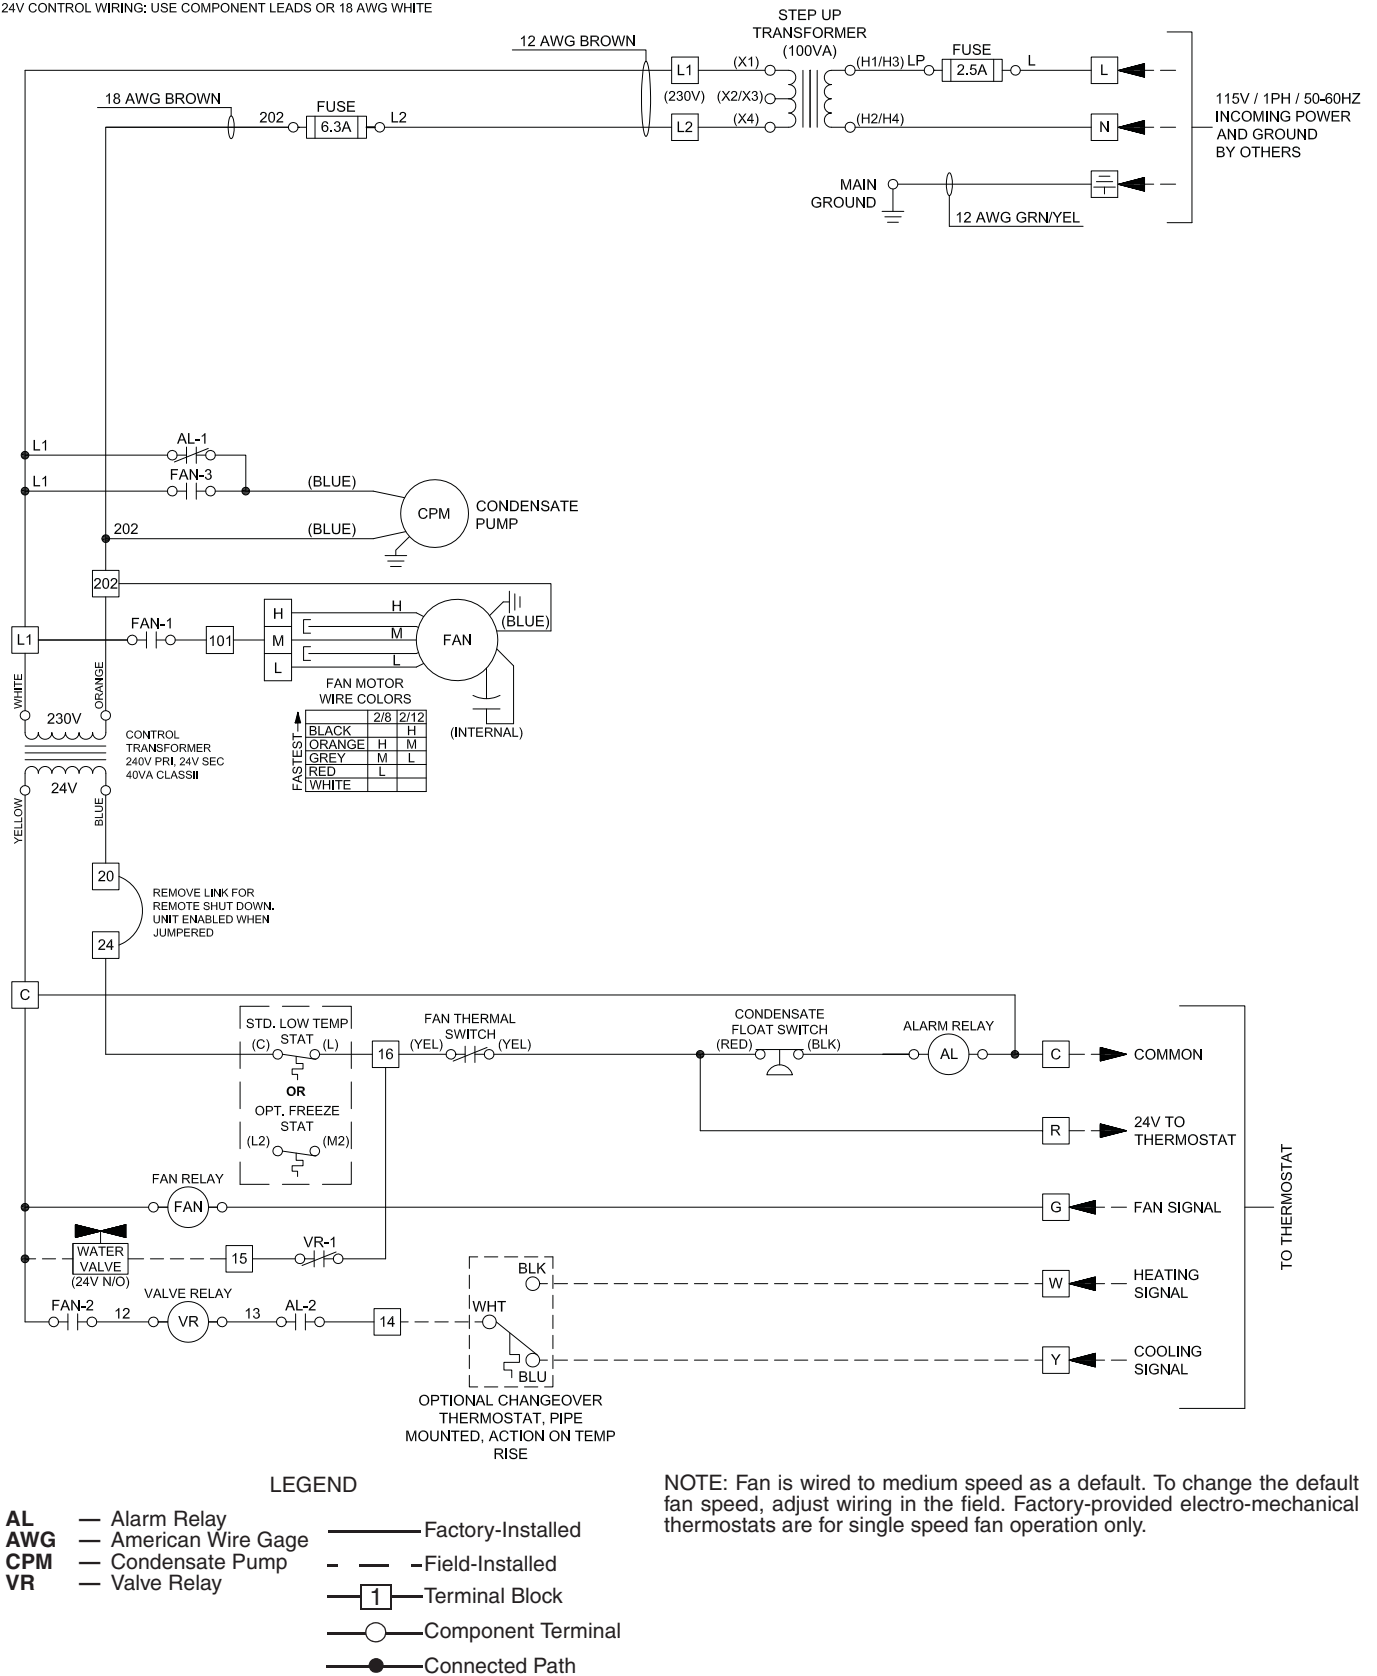 24V CONTROL WIRING: USE COMPONENT LEADS OR 18 AWG WHITE
STEP UP
TRANSFORMER
(100VA)
12 AWG BROWN
L1
(X1)
(H1/H3)
LP
FUSE
2.5A
L
L
18 AWG BROWN
(230V)
(X2/X3)
202
FUSE
6.3A
L2
L2
(X4)
(H2/H4)
N
115V / 1PH / 50-60HZ
INCOMING POWER
AND GROUND
BY OTHERS
MAIN
GROUND
12 AWG GRN/YEL
L1
AL-1
L1
FAN-3
(BLUE)
CPM
CONDENSATE
PUMP
202
(BLUE)
202
L1
FAN-1
101
H
M
L
H
M
L
FAN
(BLUE)
(INTERNAL)
FAN MOTOR
WIRE COLORS
2/8 2/12
BLACK H
ORANGE H M
GREY M L
RED L
WHITE
FASTEST
WHITE
ORANGE
230V
24V
CONTROL
TRANSFORMER
240V PRI, 24V SEC
40VA CLASSII
YELLOW
BLUE
20
REMOVE LINK FOR
REMOTE SHUT DOWN.
UNIT ENABLED WHEN
JUMPERED
24
C
STD. LOW TEMP
STAT
(C)
(L)
OR
OPT. FREEZE
STAT
(L2)
(M2)
16
FAN THERMAL
SWITCH
(YEL)
(YEL)
CONDENSATE
FLOAT SWITCH
(RED)
(BLK)
ALARM RELAY
AL
C
COMMON
R
24V TO
THERMOSTAT
FAN RELAY
FAN
G
FAN SIGNAL
TO THERMOSTAT
WATER
VALVE
(24V N/O)
15
VR-1
BLK
W
HEATING
SIGNAL
FAN-2
12
VALVE RELAY
VR
13
AL-2
14
WHT
BLU
Y
COOLING
SIGNAL
OPTIONAL CHANGEOVER
THERMOSTAT, PIPE
MOUNTED, ACTION ON TEMP
RISE
LEGEND
AL — Alarm Relay
AWG — American Wire Gage
CPM — Condensate Pump
VR — Valve Relay
Factory-Installed
Field-Installed
1 Terminal Block
Component Terminal
Connected Path
NOTE: Fan is wired to medium speed as a default. To change the default
fan speed, adjust wiring in the field. Factory-provided electro-mechanical
thermostats are for single speed fan operation only.